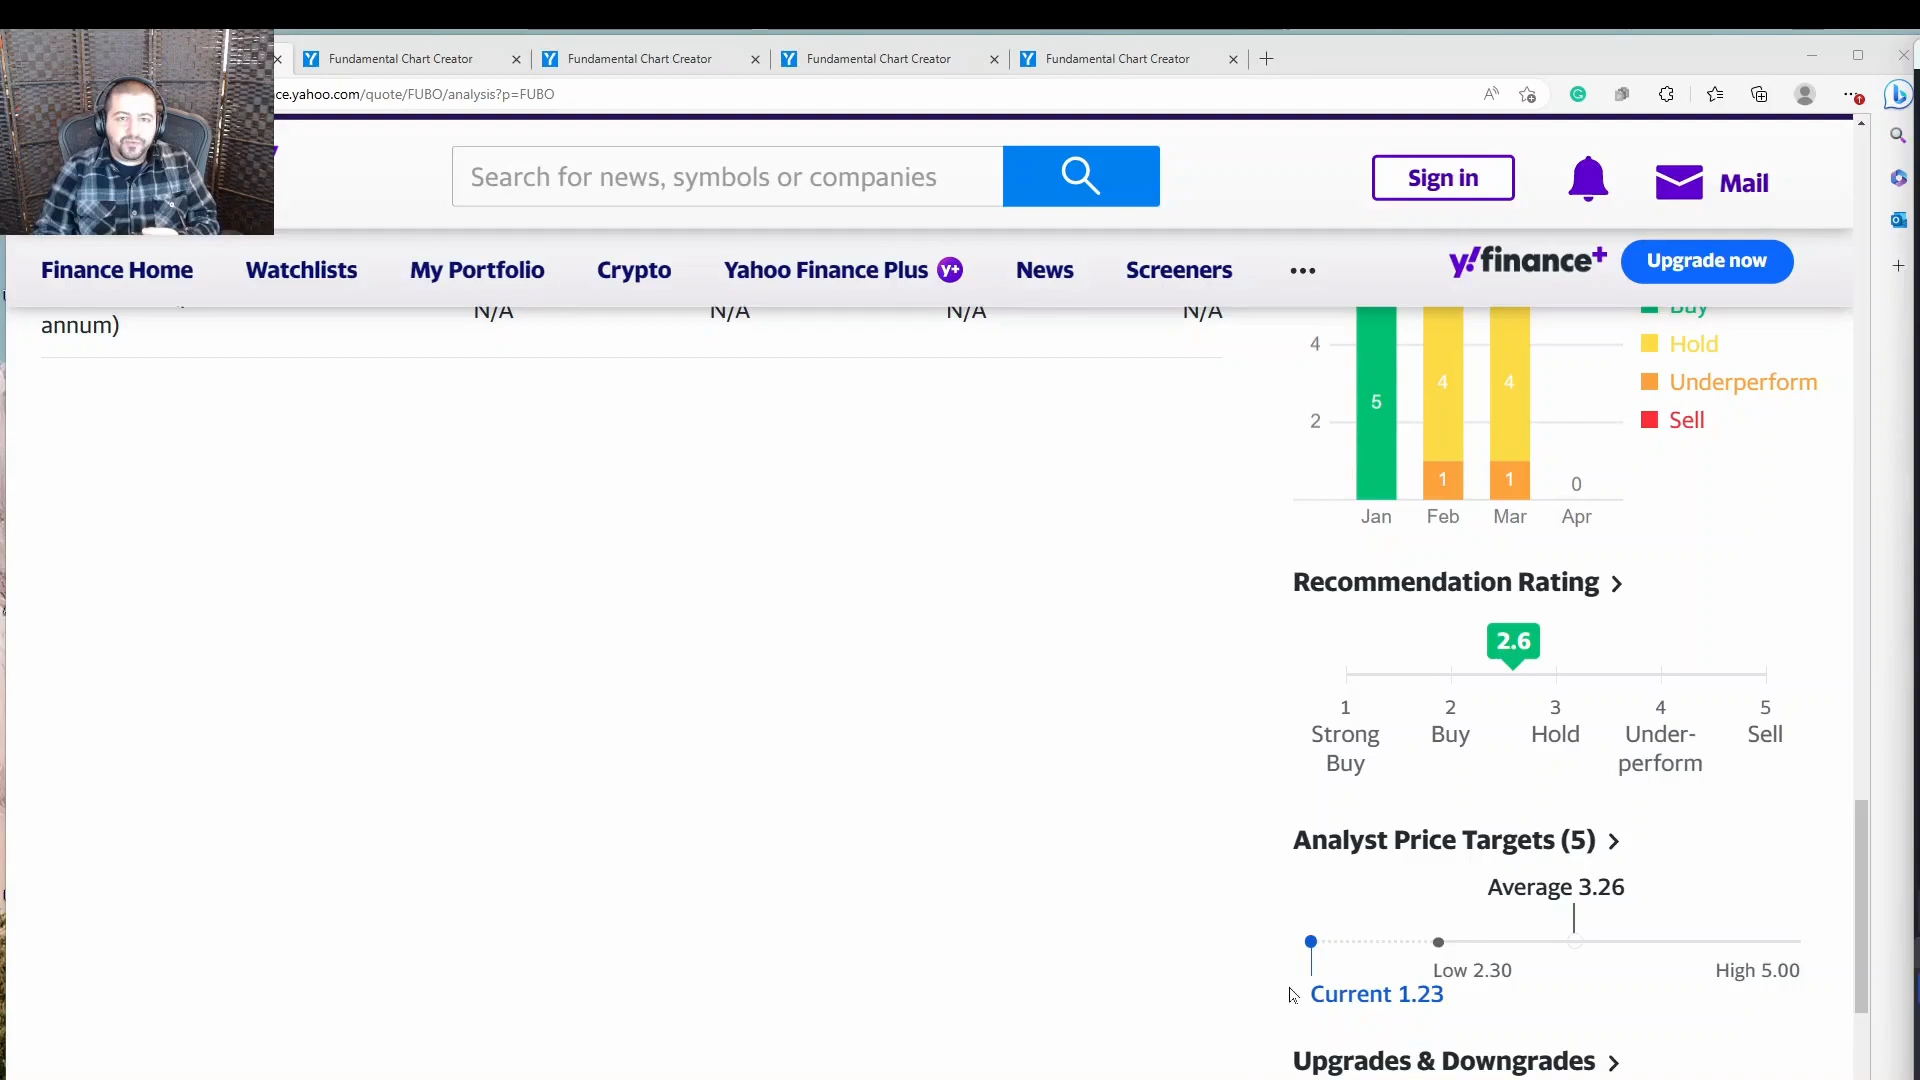 Fundamental Chart Creator
Fundamental Chart Creator
Fundamental Chart Creator
Fundamental Chart Creator
ce.yahoo.com/quote/FUBO/analysis?p=FUBO
Search for news, symbols or companies
Sign in
Mail
Finance Home
Watchlists
My Portfolio
Crypto
Yahoo Finance Plus y+
News
Screeners
y!finance+
Upgrade now
annum)
N/A
N/A
N/A
N/A
4
2
5
4
1
4
1
0
Jan
Feb
Mar
Apr
Buy
Hold
Underperform
Sell
Recommendation Rating
2.6
1
Strong
Buy
2
Buy
3
Hold
4
Under-
perform
5
Sell
Analyst Price Targets (5)
Average 3.26
Low 2.30
High 5.00
Current 1.23
Upgrades & Downgrades